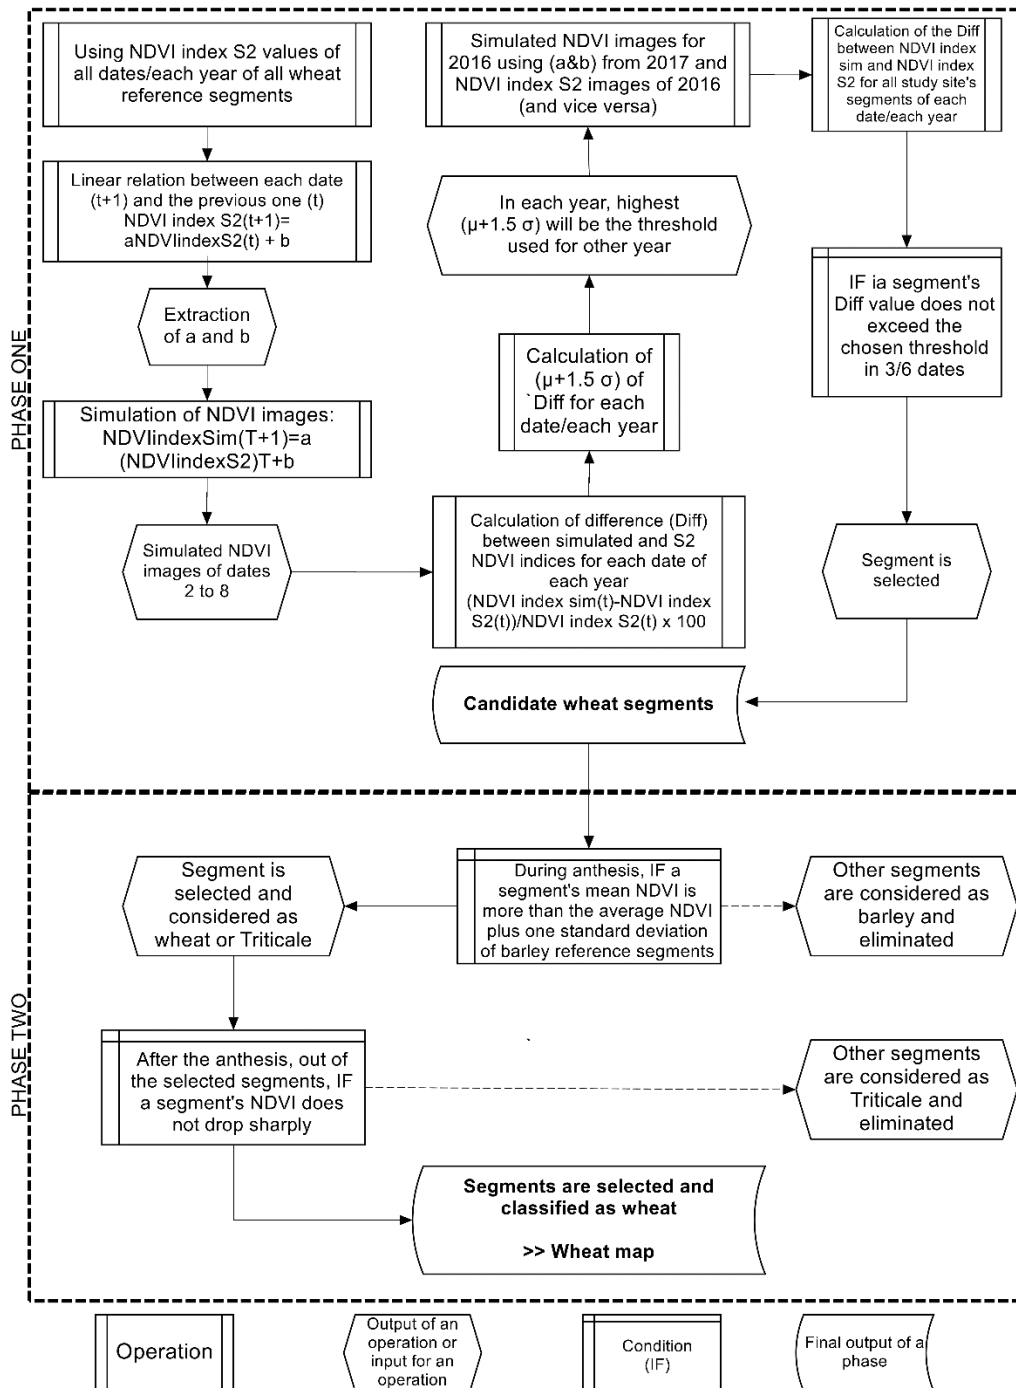 PHASE ONE
Using NDVI index S2 values of
all dates/each year of all wheat
reference segments
Linear relation between each date
(t+1) and the previous one (t)
NDVI index S2(t+1)=
aNDVIindexS2(t) + b
Extraction
of a and b
Simulation of NDVI images:
NDVIindexSim(T+1)=a
(NDVIindexS2)T+b
Simulated NDVI
images of dates
2 to 8
Calculation of difference (Diff)
between simulated and S2
NDVI indices for each date of
each year
(NDVI index sim(t)-NDVI index
S2(t))/NDVI index S2(t) x 100
Calculation of
(µ+1.5 σ) of
`Diff for each
date/each year
In each year, highest
(µ+1.5 σ) will be the threshold
used for other year
Simulated NDVI images for
2016 using (a&b) from 2017 and
NDVI index S2 images of 2016
(and vice versa)
Calculation of the Diff
between NDVI index
sim and NDVI index
S2 for all study site's
segments of each
date/each year
IF ia segment's
Diff value does not
exceed the
chosen threshold
in 3/6 dates
Segment is
selected
Candidate wheat segments
PHASE TWO
During anthesis, IF a
segment's mean NDVI is
more than the average NDVI
plus one standard deviation
of barley reference segments
Segment is
selected and
considered as
wheat or Triticale
Other segments
are considered as
barley and
eliminated
After the anthesis, out of
the selected segments, IF
a segment's NDVI does
not drop sharply
Other segments
are considered as
Triticale and
eliminated
Segments are selected and
classified as wheat
>> Wheat map
Operation
Output of an
operation or
input for an
operation
Condition
(IF)
Final output of a
phase